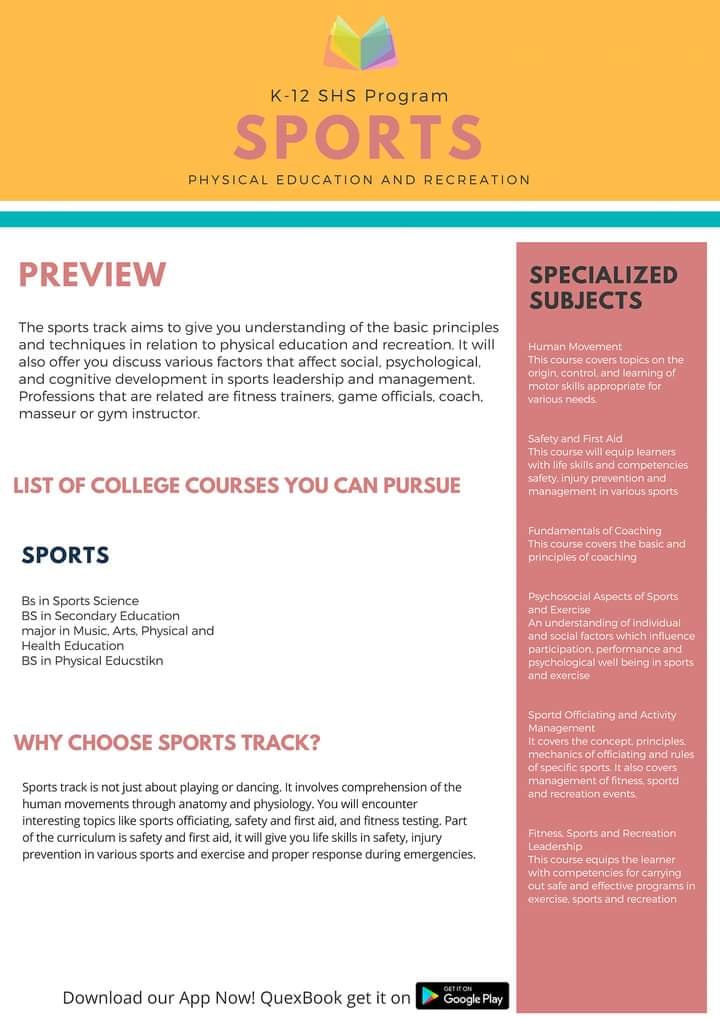 K-12 SHS Program
SPORTS
PHYSICAL EDUCATION AND RECREATION
PREVIEW
The sports track aims to give you understanding of the basic principles
and techniques in relation to physical education and recreation. It will
also offer you discuss various factors that affect social, psychological,
and cognitive development in sports leadership and management.
Professions that are related are fitness trainers, game officials, coach,
masseur or gym instructor.
LIST OF COLLEGE COURSES YOU CAN PURSUE
SPORTS
Bs in Sports Science
BS in Secondary Education
major in Music, Arts, Physical and
Health Education
BS in Physical Educstikn
WHY CHOOSE SPORTS TRACK?
Sports track is not just about playing or dancing. It involves comprehension of the
human movements through anatomy and physiology. You will encounter
interesting topics like sports officiating, safety and first aid, and fitness testing. Part
of the curriculum is safety and first aid, it will give you life skills in safety, injury
prevention in various sports and exercise and proper response during emergencies.
SPECIALIZED
SUBJECTS
Human Movement
This course covers topics on the
origin, control, and learning of
motor skills appropriate for
various needs.
Safety and First Aid
This course will equip learners
with life skills and competencies
safety, injury prevention and
management in various sports
Fundamentals of Coaching
This course covers the basic and
principles of coaching
Psychosocial Aspects of Sports
and Exercise
An understanding of individual
and social factors which influence
participation, performance and
psychological well being in sports
and exercise
Sportd Officiating and Activity
Management
It covers the concept, principles,
mechanics of officiating and rules
of specific sports. It also covers
management of fitness, sportd
and recreation events.
Fitness, Sports and Recreation
Leadership
This course equips the learner
with competencies for carrying
out safe and effective programs in
exercise, sports and recreation
Download our App Now! QuexBook get it on
GET IT ON
Google Play